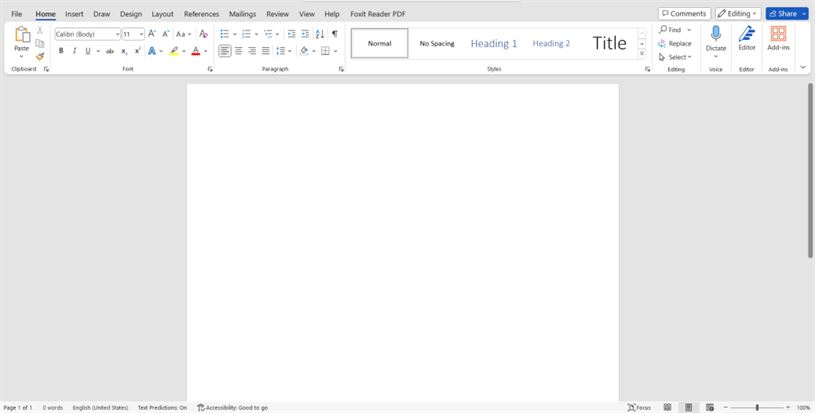 File Home Insert Draw Design Layout References Mailings Review View Help Foxit Reader PDF Comments Editing Share
Calibri (Body) 11 A A Aa A Normal No Spacing Heading 1 Heading 2 Title Find
Replace
Select
Paste B I U ab x₂ x² A A Dictate Editor Add-ins
Clipboard Font Paragraph Styles Editing Voice Editor Add-ins
Page 1 of 1 0 words English (United States) Text Predictions: On Accessibility: Good to go Focus 100%